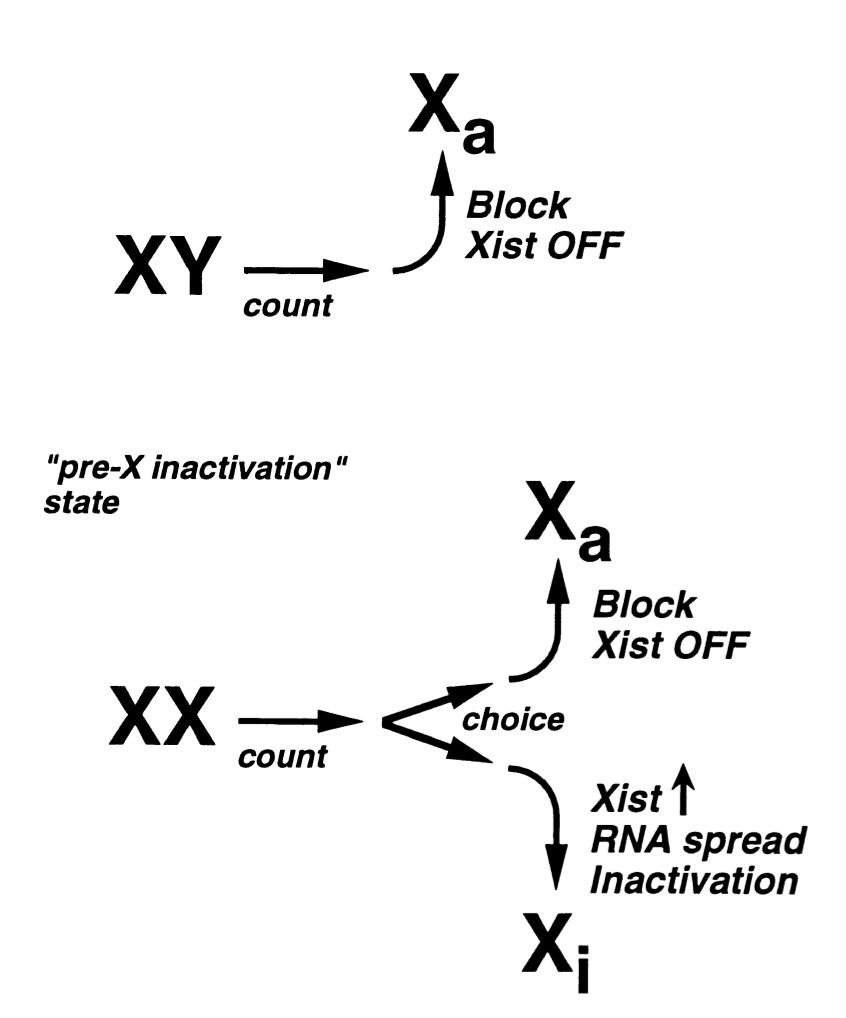 Xa
Block
Xist OFF
XY
count
"pre-X inactivation"
state
Xa
Block
Xist OFF
XX
count
choice
Xist ↑
RNA spread
Inactivation
Xi